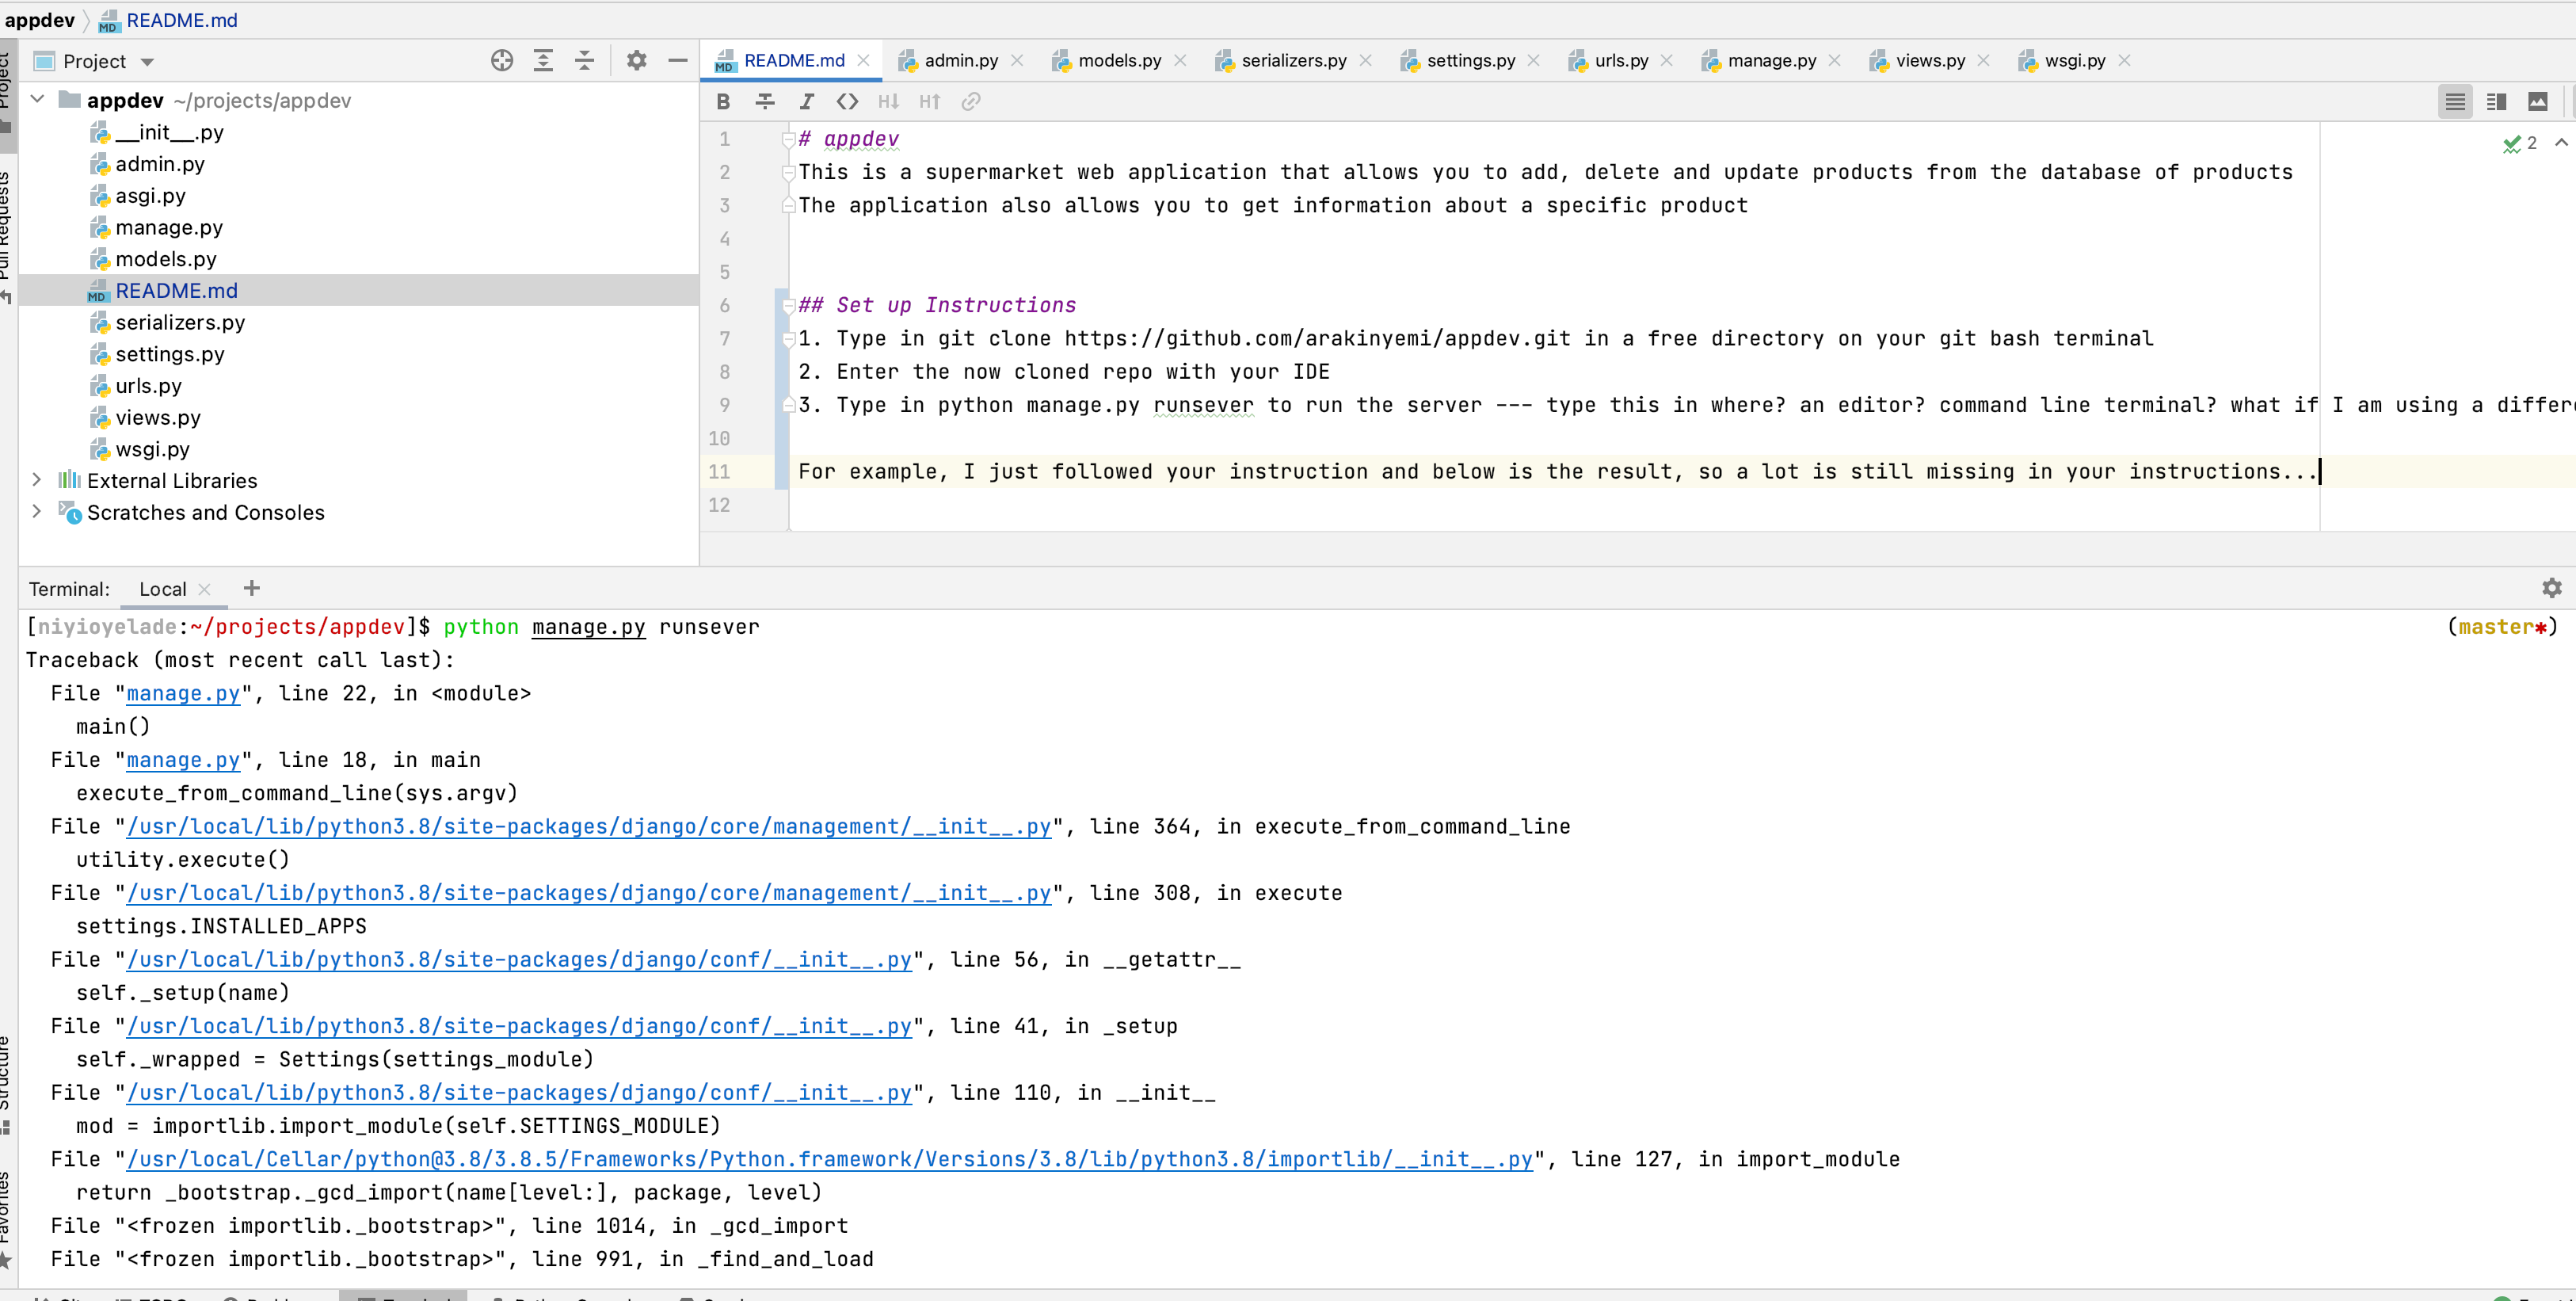 appdev README.md
Project
Project
README.md admin.py models.py serializers.py settings.py urls.py manage.py views.py wsgi.py
appdev ~/projects/appdev
__init__.py
admin.py
asgi.py
manage.py
models.py
README.md
serializers.py
settings.py
urls.py
views.py
wsgi.py
External Libraries
Scratches and Consoles
Pull Requests
B I <> H↓ H↑
2
1 # appdev
2 This is a supermarket web application that allows you to add, delete and update products from the database of products
3 The application also allows you to get information about a specific product
4
5
6 ## Set up Instructions
7 1. Type in git clone https://github.com/arakinyemi/appdev.git in a free directory on your git bash terminal
8 2. Enter the now cloned repo with your IDE
9 3. Type in python manage.py runsever to run the server --- type this in where? an editor? command line terminal? what if I am using a
10
11 For example, I just followed your instruction and below is the result, so a lot is still missing in your instructions...
12
Terminal: Local +
[niyioyelade:~/projects/appdev]$ python manage.py runsever (master*)
Traceback (most recent call last):
File "manage.py", line 22, in <module>
main()
File "manage.py", line 18, in main
execute_from_command_line(sys.argv)
File "/usr/local/lib/python3.8/site-packages/django/core/management/__init__.py", line 364, in execute_from_command_line
utility.execute()
File "/usr/local/lib/python3.8/site-packages/django/core/management/__init__.py", line 308, in execute
settings.INSTALLED_APPS
File "/usr/local/lib/python3.8/site-packages/django/conf/__init__.py", line 56, in __getattr__
self._setup(name)
File "/usr/local/lib/python3.8/site-packages/django/conf/__init__.py", line 41, in _setup
self._wrapped = Settings(settings_module)
File "/usr/local/lib/python3.8/site-packages/django/conf/__init__.py", line 110, in __init__
mod = importlib.import_module(self.SETTINGS_MODULE)
File "/usr/local/Cellar/python@3.8/3.8.5/Frameworks/Python.framework/Versions/3.8/lib/python3.8/importlib/__init__.py", line 127, in import_module
return _bootstrap._gcd_import(name[level:], package, level)
File "<frozen importlib._bootstrap>", line 1014, in _gcd_import
File "<frozen importlib._bootstrap>", line 991, in _find_and_load
Structure
Favorites